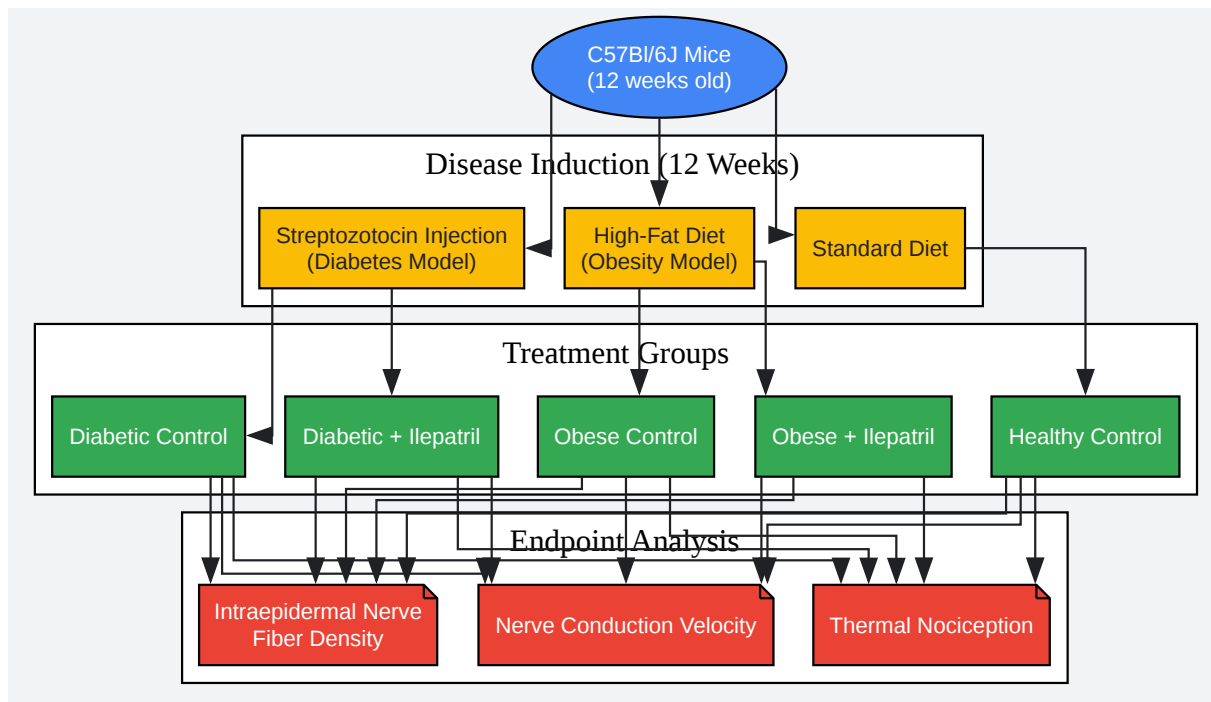 C57Bl/6J Mice
(12 weeks old)
Disease Induction (12 Weeks)
Streptozotocin Injection
(Diabetes Model)
High-Fat Diet
(Obesity Model)
Standard Diet
Treatment Groups
Diabetic Control
Diabetic + Ilepatril
Obese Control
Obese + Ilepatril
Healthy Control
Endpoint Analysis
Intraepidermal Nerve
Fiber Density
Nerve Conduction Velocity
Thermal Nociception